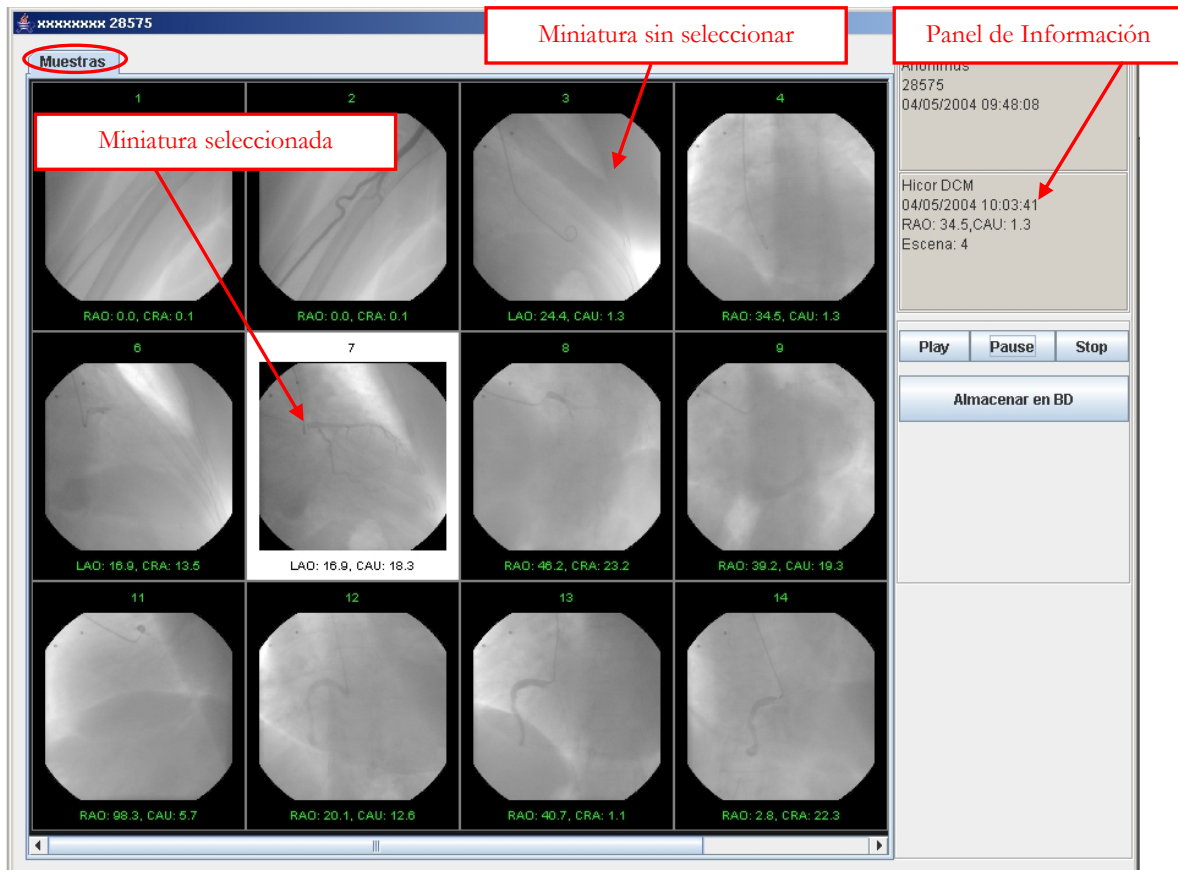 xxxxxxxx 28575
Miniatura sin seleccionar
Panel de Información
Muestras
Anonimus
28575
04/05/2004 09:48:08
1
2
3
4
Miniatura seleccionada
RAO: 0.0, CRA: 0.1
RAO: 0.0, CRA: 0.1
LAO: 24.4, CAU: 1.3
RAO: 34.5, CAU: 1.3
Hicor DCM
04/05/2004 10:03:41
RAO: 34.5,CAU: 1.3
Escena: 4
6
7
8
9
LAO: 16.9, CRA: 13.5
LAO: 16.9, CAU: 18.3
RAO: 46.2, CRA: 23.2
RAO: 39.2, CAU: 19.3
Play
Pause
Stop
Almacenar en BD
11
12
13
14
RAO: 98.3, CAU: 5.7
RAO: 20.1, CAU: 12.6
RAO: 40.7, CRA: 1.1
RAO: 2.8, CRA: 22.3